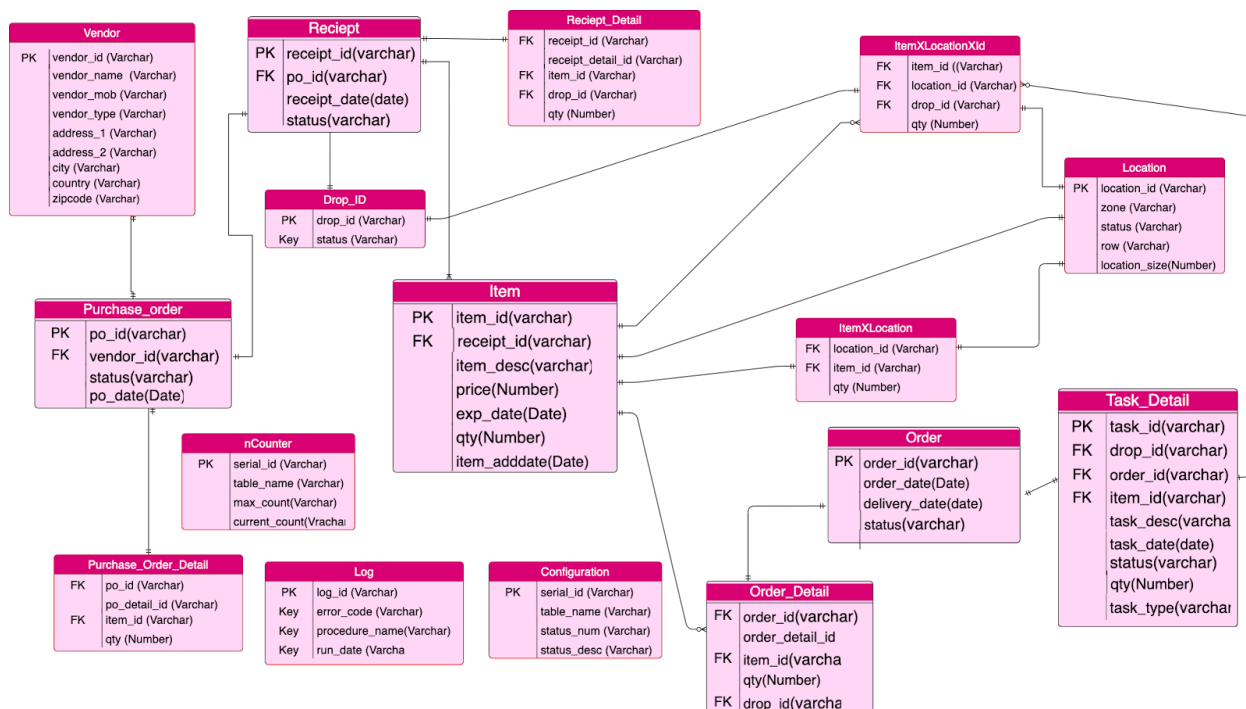 Vendor
PK vendor_id (Varchar)
vendor_name (Varchar)
vendor_mob (Varchar)
vendor_type (Varchar)
address_1 (Varchar)
address_2 (Varchar)
city (Varchar)
country (Varchar)
zipcode (Varchar)
Reciept
PK receipt_id(varchar)
FK po_id(varchar)
receipt_date(date)
status(varchar)
Reciept_Detail
FK receipt_id (Varchar)
receipt_detail_id (Varchar)
FK item_id (Varchar)
FK drop_id (Varchar)
qty (Number)
ItemXLocationXId
FK item_id ((Varchar)
FK location_id (Varchar)
FK drop_id (Varchar)
qty (Number)
Location
PK location_id (Varchar)
zone (Varchar)
status (Varchar)
row (Varchar)
location_size(Number)
Drop_ID
PK drop_id (Varchar)
Key status (Varchar)
Purchase_order
PK po_id(varchar)
FK vendor_id(varchar)
status(varchar)
po_date(Date)
Item
PK item_id(varchar)
FK receipt_id(varchar)
item_desc(varchar)
price(Number)
exp_date(Date)
qty(Number)
item_adddate(Date)
ItemXLocation
FK location_id (Varchar)
FK item_id (Varchar)
qty (Number)
Task_Detail
PK task_id(varchar)
FK drop_id(varchar)
FK order_id(varchar)
FK item_id(varchar)
task_desc(varcha
task_date(date)
status(varchar)
qty(Number)
task_type(varchar
Order
PK order_id(varchar)
order_date(Date)
delivery_date(date)
status(varchar)
nCounter
PK serial_id (Varchar)
table_name (Varchar)
max_count(Varchar)
current_count(Vrachar
Purchase_Order_Detail
FK po_id (Varchar)
po_detail_id (Varchar)
FK item_id (Varchar)
qty (Number)
Log
PK log_id (Varchar)
Key error_code (Varchar)
Key procedure_name(Varchar)
Key run_date (Varcha
Configuration
PK serial_id (Varchar)
table_name (Varchar)
status_num (Varchar)
status_desc (Varchar)
Order_Detail
FK order_id(varchar)
order_detail_id
FK item_id(varcha
qty(Number)
FK drop_id(varcha